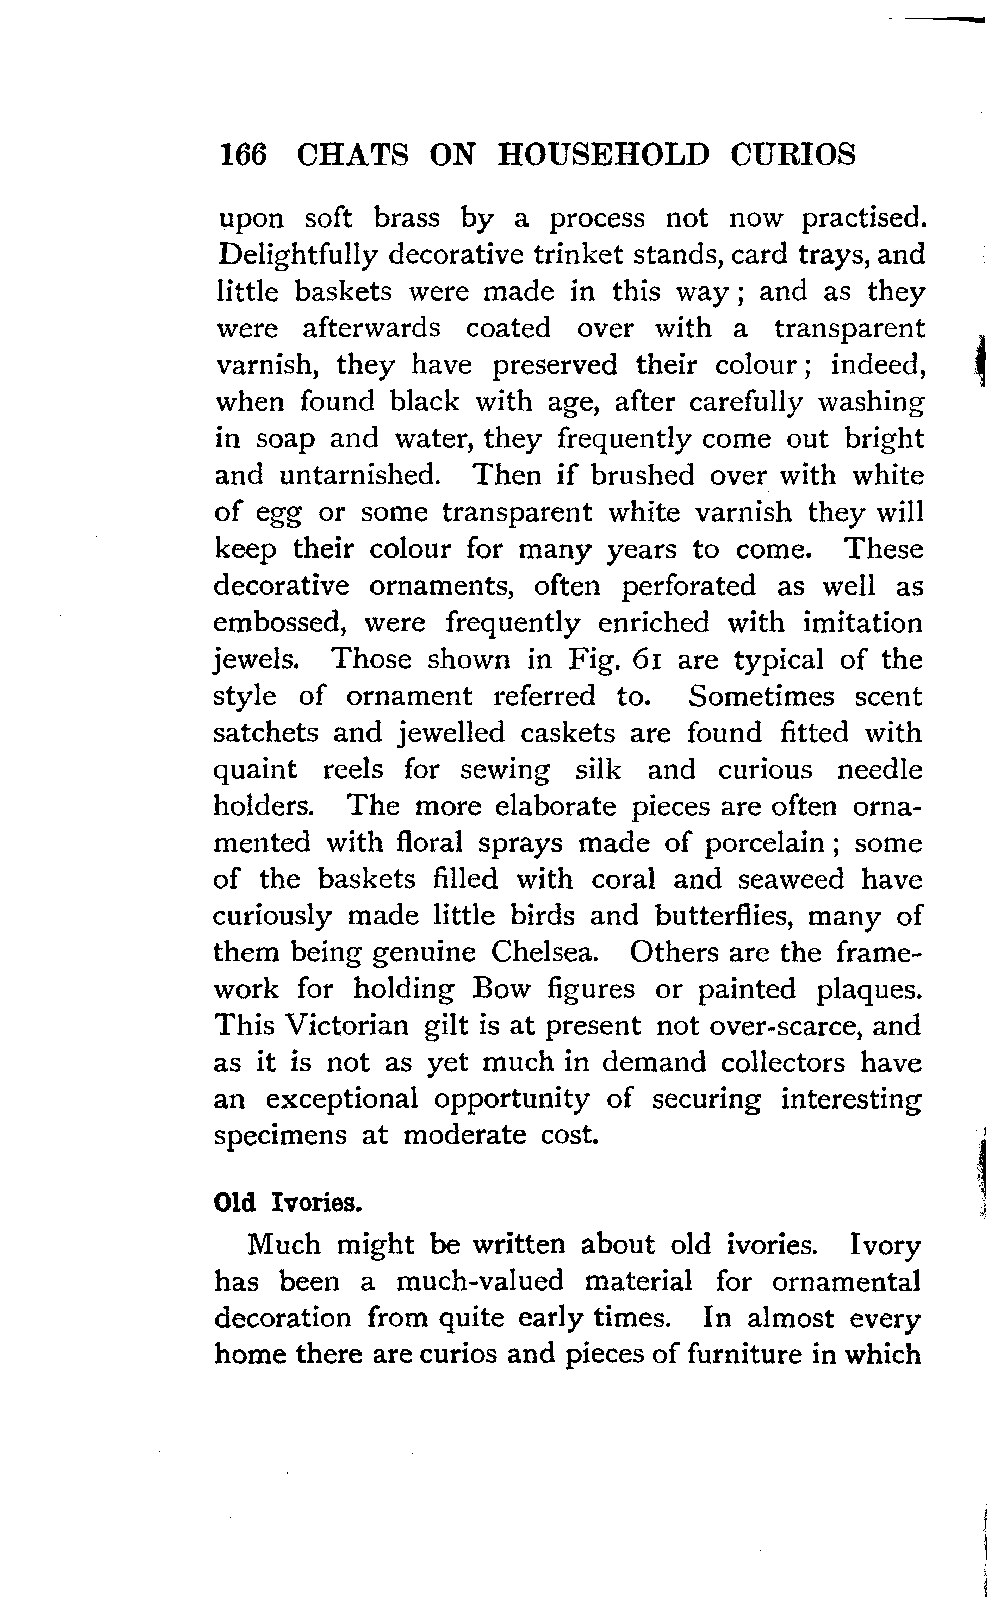 166 CHATS ON HOUSEHOLD CURIOS
upon soft brass by a process not now practised.
Delightfully decorative trinket stands, card trays, and
little baskets were made in this way; and as they
were afterwards coated over with a transparent
varnish, they have preserved their colour; indeed,
when found black with age, after carefully washing
in soap and water, they frequently come out bright
and untarnished. Then if brushed over with white
of egg or some transparent white varnish they will
keep their colour for many years to come. These
decorative ornaments, often perforated as well as
embossed, were frequently enriched with imitation
jewels. Those shown in Fig. 61 are typical of the
style of ornament referred to. Sometimes scent
satchets and jewelled caskets are found fitted with
quaint reels for sewing silk and curious needle
holders. The more elaborate pieces are often orna-
mented with floral sprays made of porcelain; some
of the baskets filled with coral and seaweed have
curiously made little birds and butterflies, many of
them being genuine Chelsea. Others are the frame-
work for holding Bow figures or painted plaques.
This Victorian gilt is at present not over-scarce, and
as it is not as yet much in demand collectors have
an exceptional opportunity of securing interesting
specimens at moderate cost.
Old Ivories.
Much might be written about old ivories. Ivory
has been a much-valued material for ornamental
decoration from quite early times. In almost every
home there are curios and pieces of furniture in which